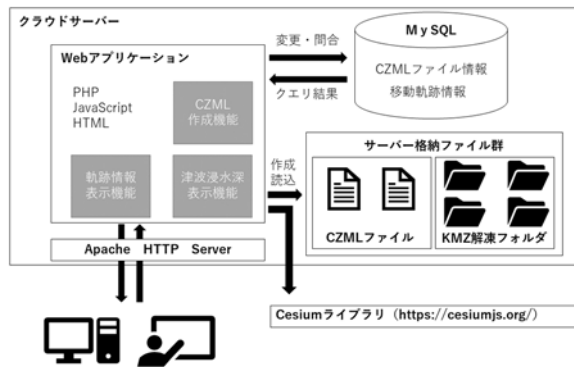 クラウドサーバー
Webアプリケーション
PHP
JavaScript
HTML
CZML
作成機能
軌跡情報
表示機能
津波浸水深
表示機能
変更・問合
クエリ結果
MySQL
CZMLファイル情報
移動軌跡情報
作成
読込
サーバー格納ファイル群
CZMLファイル
KMZ解凍フォルダ
Apache HTTP Server
Cesiumライブラリ（https://cesiumjs.org/）